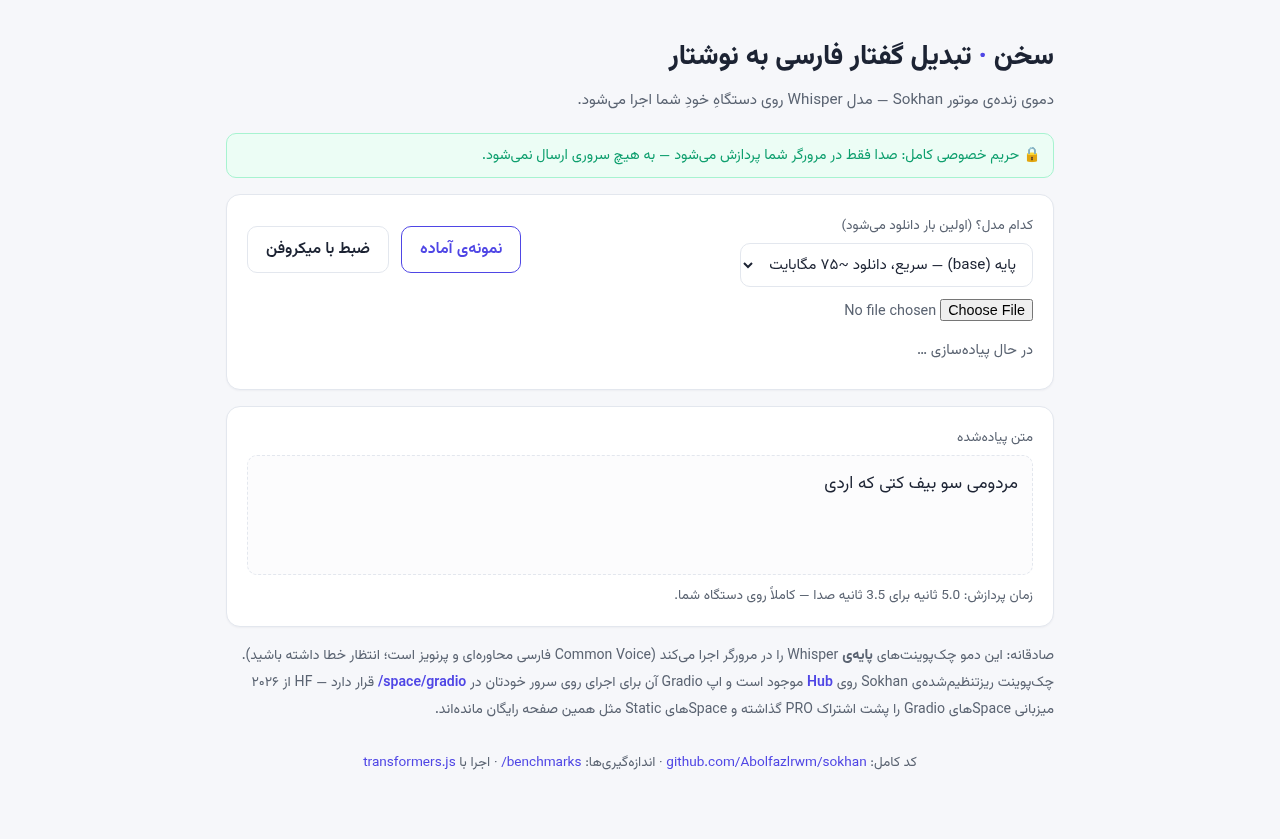 سخن · تبدیل گفتار فارسی به نوشتار
دموی زنده‌ی موتور Sokhan — مدل Whisper روی دستگاهِ خودِ شما اجرا می‌شود.
🔒 حریم خصوصی کامل: صدا فقط در مرورگر شما پردازش می‌شود — به هیچ سروری ارسال نمی‌شود.
کدام مدل؟ (اولین بار دانلود می‌شود)
پایه (base) — سریع، دانلود ~۷۵ مگابایت
نمونه‌ی آماده
ضبط با میکروفن
Choose File No file chosen
در حال پیاده‌سازی …
متن پیاده‌شده
مردومی سو بیف کتی که اردی
زمان پردازش: 5.0 ثانیه برای 3.5 ثانیه صدا — کاملاً روی دستگاه شما.
صادقانه: این دمو چک‌پوینت‌های پایه‌ی Whisper را در مرورگر اجرا می‌کند (Common Voice فارسی محاوره‌ای و پرنویز است؛ انتظار خطا داشته باشید).
چک‌پوینت ریزتنظیم‌شده‌ی Sokhan روی Hub موجود است و اپ Gradio آن برای اجرای روی سرور خودتان در space/gradio/ قرار دارد — HF از ۲۰۲۶
میزبانی Spaceهای Gradio را پشت اشتراک PRO گذاشته و Spaceهای Static مثل همین صفحه رایگان مانده‌اند.
کد کامل: github.com/Abolfazlrwm/sokhan · اندازه‌گیری‌ها: benchmarks/ · اجرا با transformers.js